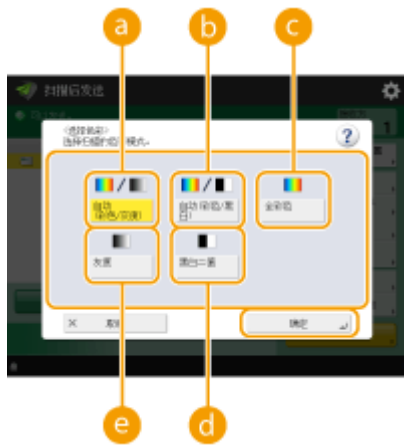 a
b
c
扫描后发送
1
<选择色彩>
选择扫描的色彩模式。
?
自动
(彩色/灰度)
自动(彩色/黑
白)
全彩色
灰度
黑白二值
× 取消
确定
e
d